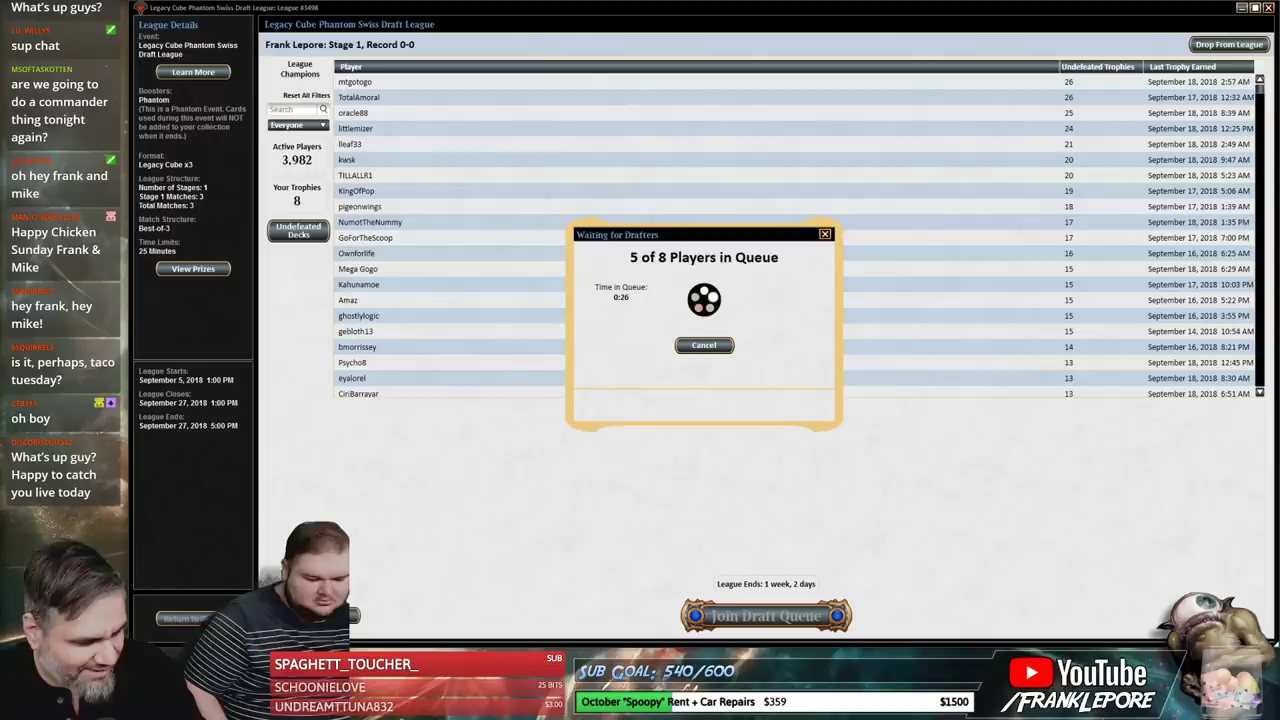 What's up guys?
LIL_WILLYS
sup chat
MSOFTASKOTTEN
are we going to
do a commander
thing tonight
again?
oh hey frank and
mike
Happy Chicken
Sunday Frank &
Mike
hey frank, hey
mike!
6SQUIRRELS
is it, perhaps, taco
tuesday?
oh boy
DISCOBISCUIT342
What's up guy?
Happy to catch
you live today
Legacy Cube Phantom Swiss Draft League: League #3498
League Details
Event:
Legacy Cube Phantom Swiss
Draft League
Learn More
Boosters:
Phantom
(This is a Phantom Event. Cards
used during this event will NOT
be added to your collection
when it ends.)
Format:
Legacy Cube x3
League Structure:
Number of Stages: 1
Stage 1 Matches: 3
Total Matches: 3
Match Structure:
Best-of-3
Time Limits:
25 Minutes
View Prizes
League Starts:
September 5, 2018 1:00 PM
League Closes:
September 27, 2018 1:00 PM
League Ends:
September 27, 2018 5:00 PM
Legacy Cube Phantom Swiss Draft League
Frank Lepore: Stage 1, Record 0-0
Drop From League
League
Champions
Reset All Filters
Search
Everyone
Active Players
3,982
Your Trophies
8
Undefeated
Decks
Player Undefeated Trophies Last Trophy Earned
mtgotogo 26 September 18, 2018 2:57 AM
TotalAmoral 26 September 17, 2018 12:32 AM
oracle88 25 September 18, 2018 8:39 AM
littlemizer 24 September 18, 2018 12:25 PM
lleaf33 21 September 18, 2018 2:49 AM
kwsk 20 September 18, 2018 9:47 AM
TILLALLR1 20 September 18, 2018 5:23 AM
KingOfPop 19 September 17, 2018 5:06 AM
pigeonwings 18 September 18, 2018 1:39 AM
NumotTheNummy 17 September 18, 2018 1:35 PM
GoForTheScoop 17 September 17, 2018 7:00 PM
Ownforlife 16 September 18, 2018 6:25 AM
Mega Gogo 15 September 18, 2018 6:29 AM
Kahunamoe 15 September 17, 2018 10:03 PM
Amaz 15 September 16, 2018 5:22 PM
ghostlylogic 15 September 16, 2018 3:55 PM
gebloth13 15 September 14, 2018 10:54 AM
bmorrissey 14 September 16, 2018 8:21 PM
Psycho8 13 September 18, 2018 12:45 PM
eyalorel 13 September 18, 2018 8:30 AM
CiriBarrayar 13 September 18, 2018 6:51 AM
Waiting for Drafters
5 of 8 Players in Queue
Time in Queue:
0:26
Cancel
League Ends: 1 week, 2 days
Join Draft Queue
SPAGHETT_TOUCHER_ SUB
SCHOONIELOVE 25 BITS
UNDREAMTTUNA832 $3.00
SUB GOAL: 540/600
October "Spoopy" Rent + Car Repairs $359 $1500
YouTube
/FRANKLEPORE